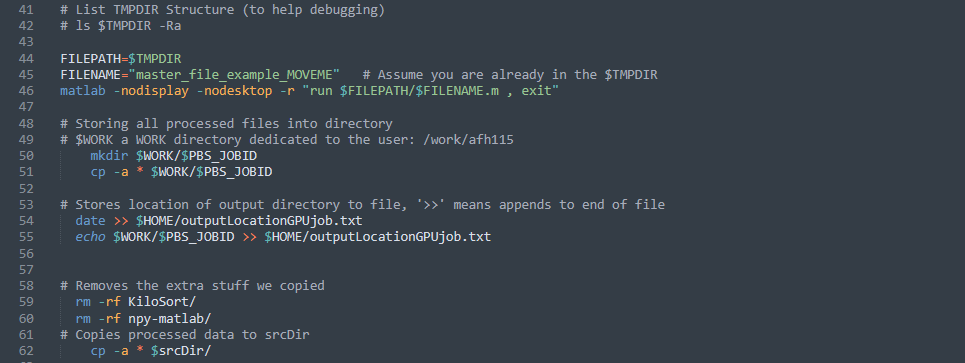 41 # List TMPDIR Structure (to help debugging)
42 # ls $TMPDIR -Ra
43
44 FILEPATH=$TMPDIR
45 FILENAME="master_file_example_MOVEME"   # Assume you are already in the $TMPDIR
46 matlab -nodisplay -nodesktop -r "run $FILEPATH/$FILENAME.m , exit"
47
48 # Storing all processed files into directory
49 # $WORK a WORK directory dedicated to the user: /work/afh115
50     mkdir $WORK/$PBS_JOBID
51     cp -a * $WORK/$PBS_JOBID
52
53 # Stores location of output directory to file, '>>' means appends to end of file
54   date >> $HOME/outputLocationGPUjob.txt
55   echo $WORK/$PBS_JOBID >> $HOME/outputLocationGPUjob.txt
56
57
58 # Removes the extra stuff we copied
59   rm -rf KiloSort/
60   rm -rf npy-matlab/
61 # Copies processed data to srcDir
62     cp -a * $srcDir/